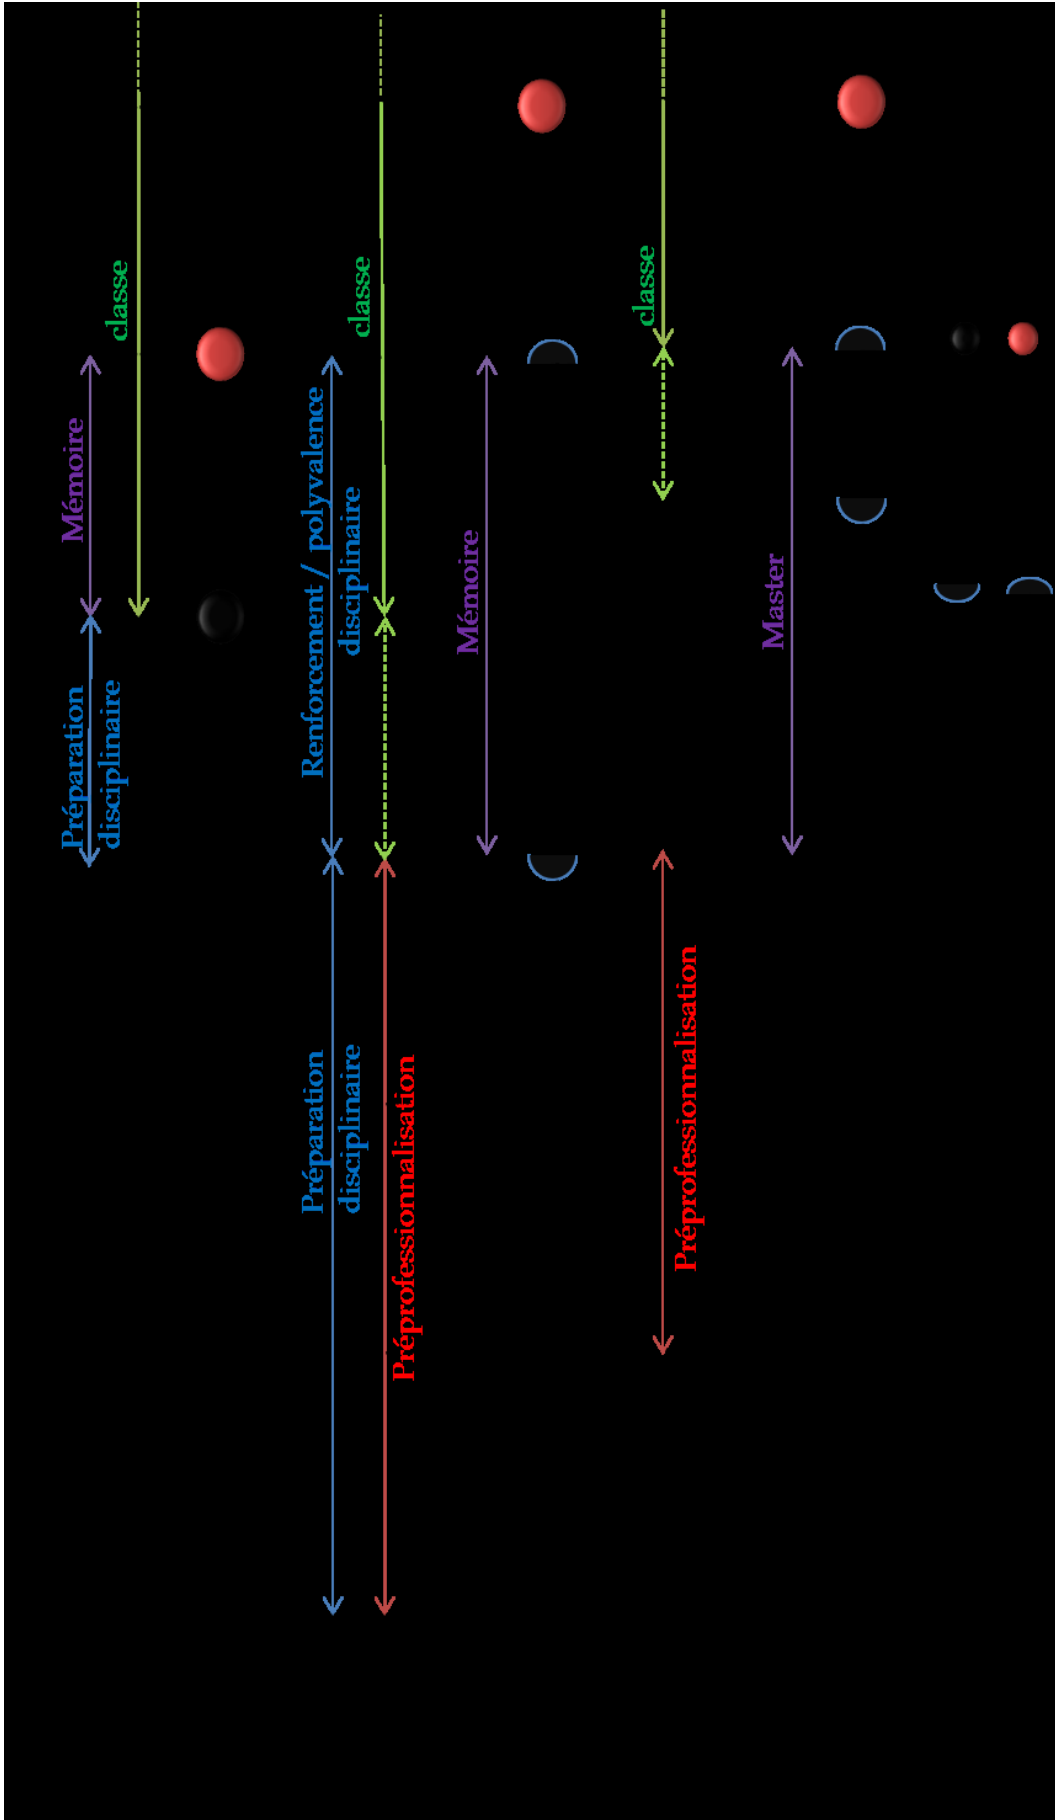 Préparation
disciplinaire
Mémoire
classe
Préparation
disciplinaire
Renforcement / polyvalence
disciplinaire
classe
Préprofessionnalisation
Mémoire
classe
Préprofessionnalisation
Master